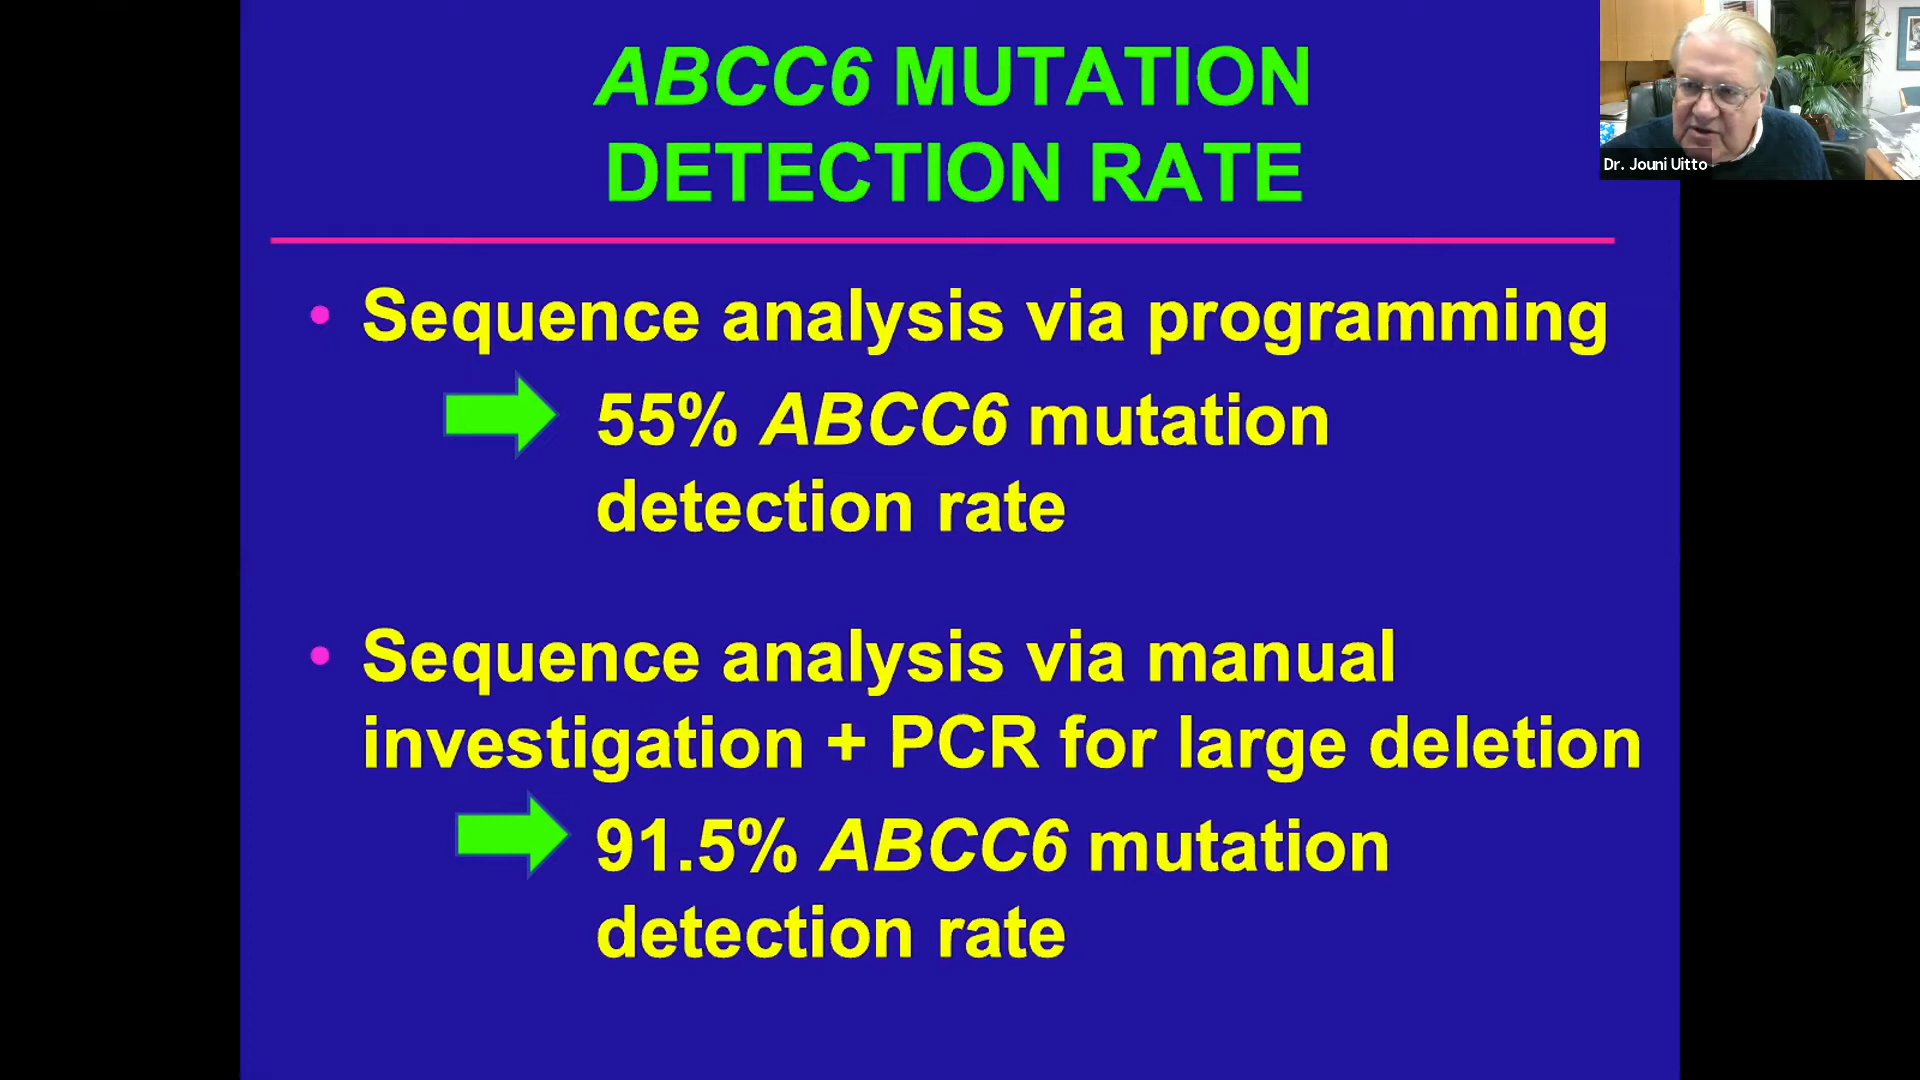 ABCC6 MUTATION
DETECTION RATE
Dr. Jouni Uitto
• Sequence analysis via programming
55% ABCC6 mutation
detection rate
• Sequence analysis via manual
investigation + PCR for large deletion
91.5% ABCC6 mutation
detection rate